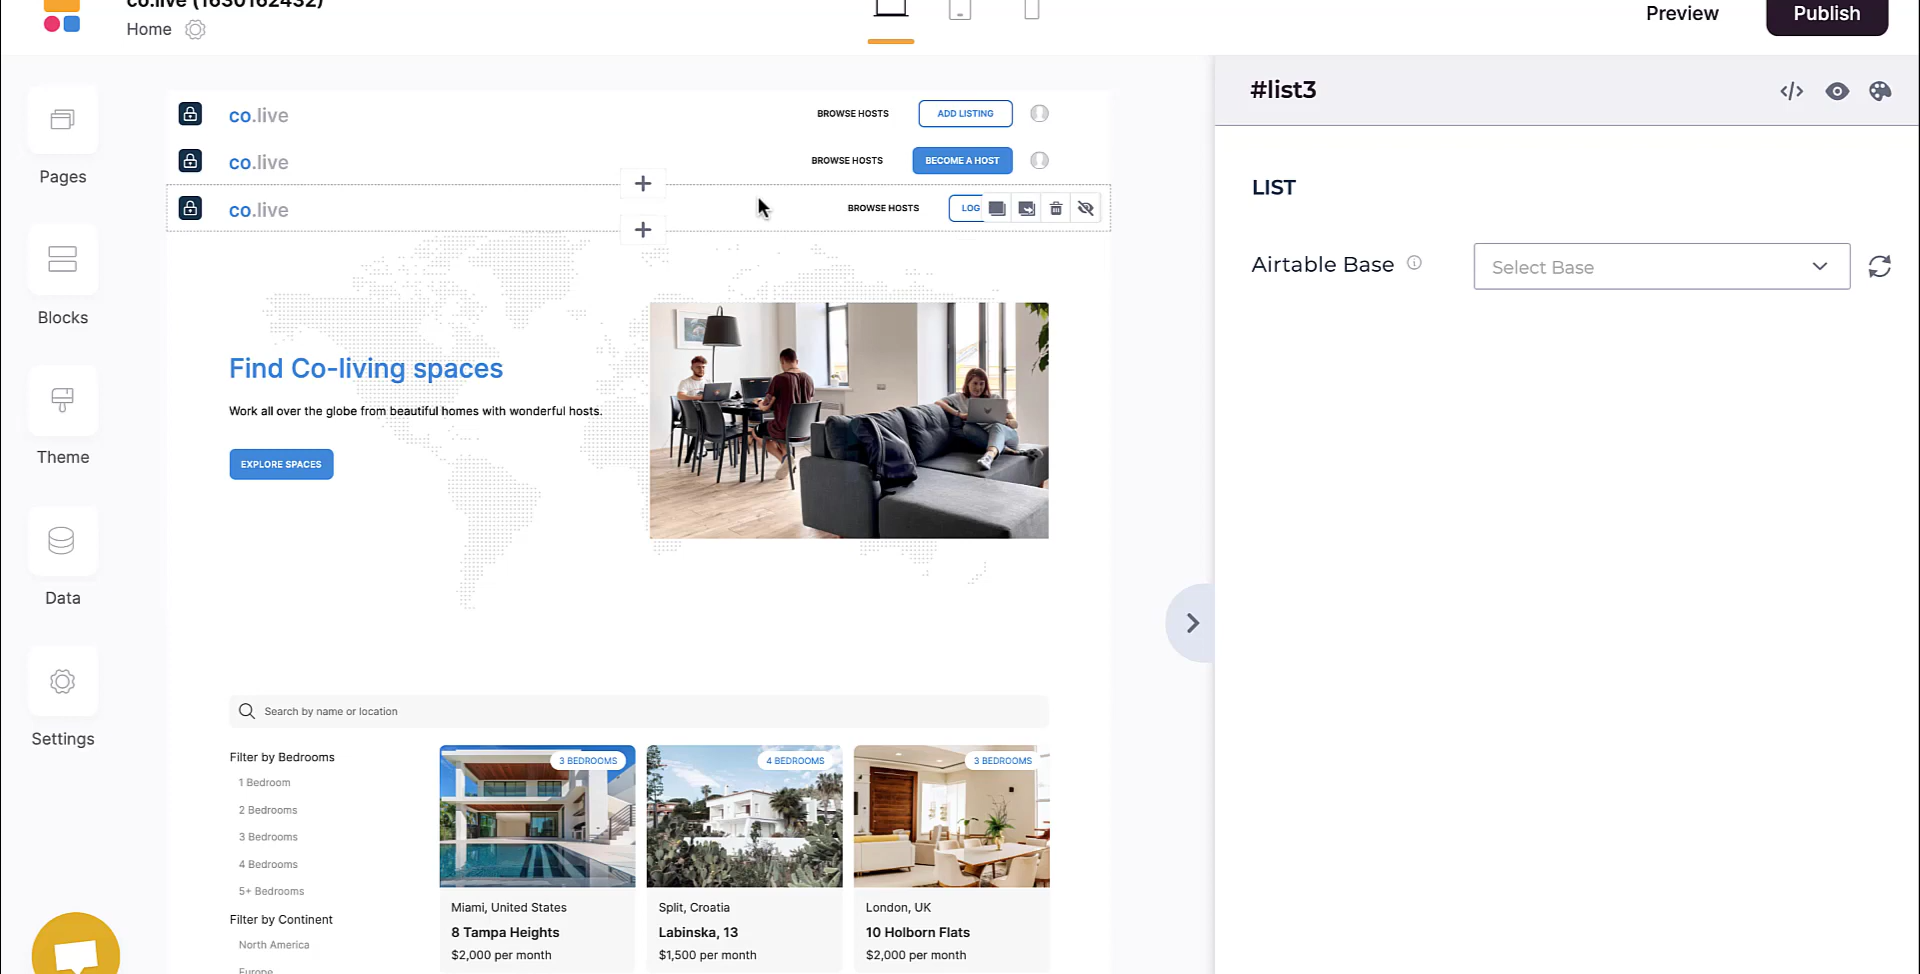 co.live (1630162432)
Home
Preview
Publish
Pages
Blocks
Theme
Data
Settings
co.live
BROWSE HOSTS
ADD LISTING
co.live
BROWSE HOSTS
BECOME A HOST
co.live
BROWSE HOSTS
LOG
Find Co-living spaces
Work all over the globe from beautiful homes with wonderful hosts.
EXPLORE SPACES
Search by name or location
Filter by Bedrooms
1 Bedroom
2 Bedrooms
3 Bedrooms
4 Bedrooms
5+ Bedrooms
Filter by Continent
North America
Europe
3 BEDROOMS
Miami, United States
8 Tampa Heights
$2,000 per month
4 BEDROOMS
Split, Croatia
Labinska, 13
$1,500 per month
3 BEDROOMS
London, UK
10 Holborn Flats
$2,000 per month
#list3
LIST
Airtable Base
Select Base